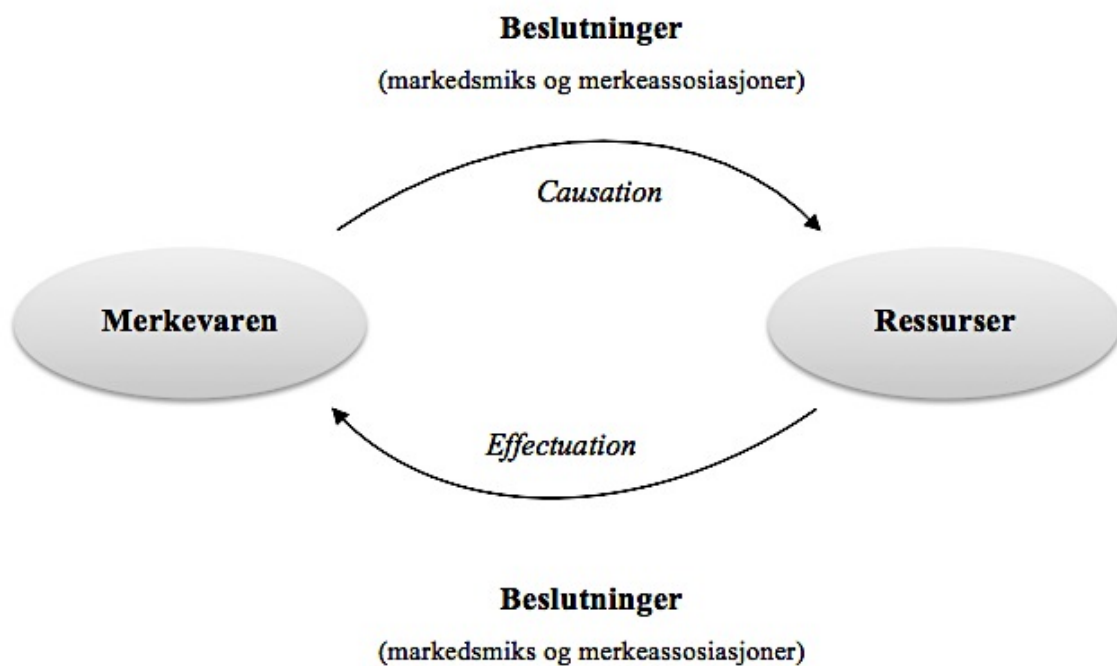 Beslutninger
(markedsmiks og merkeassosiasjoner)
Causation
Merkevaren
Ressurser
Effectuation
Beslutninger
(markedsmiks og merkeassosiasjoner)